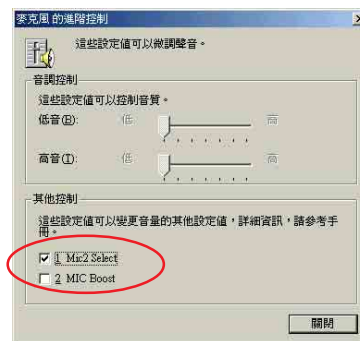 麥克風 的進階控制
這些設定值可以微調聲音。
音調控制
這些設定值可以控制音質。
低音(B): 低 高
高音(T): 低 高
其他控制
這些設定值可以變更音量的其他設定值,詳細資訊,請參考手
冊。
1 Mic2 Select
2 MIC Boost
關閉